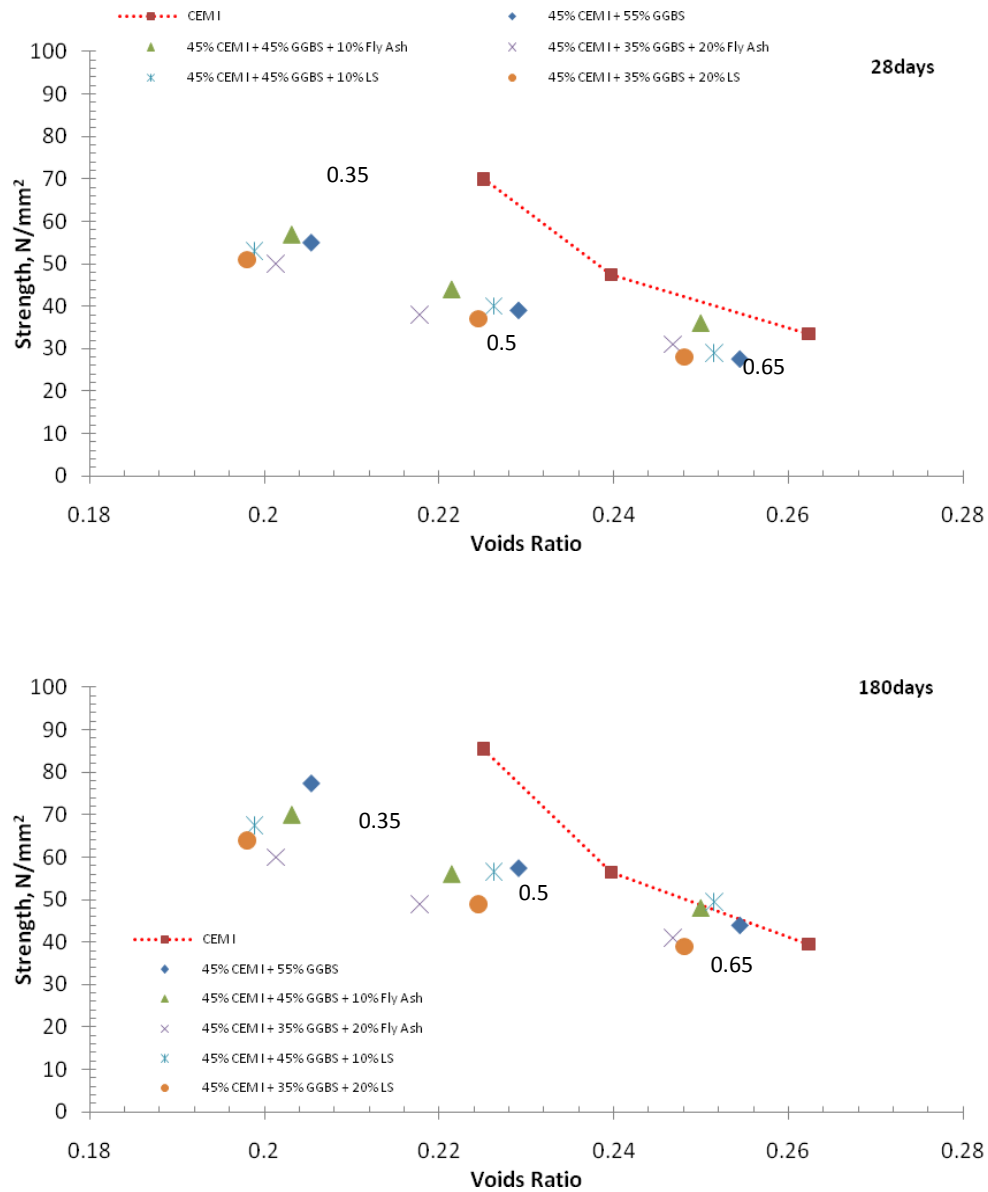 CEM I
45% CEM I + 55% GGBS
45% CEM I + 45% GGBS + 10% Fly Ash
45% CEM I + 35% GGBS + 20% Fly Ash
45% CEM I + 45% GGBS + 10% LS
45% CEM I + 35% GGBS + 20% LS
28days
100
90
80
70
60
50
40
30
20
10
0
Strength, N/mm²
0.35
0.5
0.65
0.18
0.2
0.22
0.24
0.26
0.28
Voids Ratio
180days
100
90
80
70
60
50
40
30
20
10
0
Strength, N/mm²
0.35
0.5
0.65
CEM I
45% CEM I + 55% GGBS
45% CEM I + 45% GGBS + 10% Fly Ash
45% CEM I + 35% GGBS + 20% Fly Ash
45% CEM I + 45% GGBS + 10% LS
45% CEM I + 35% GGBS + 20% LS
0.18
0.2
0.22
0.24
0.26
0.28
Voids Ratio